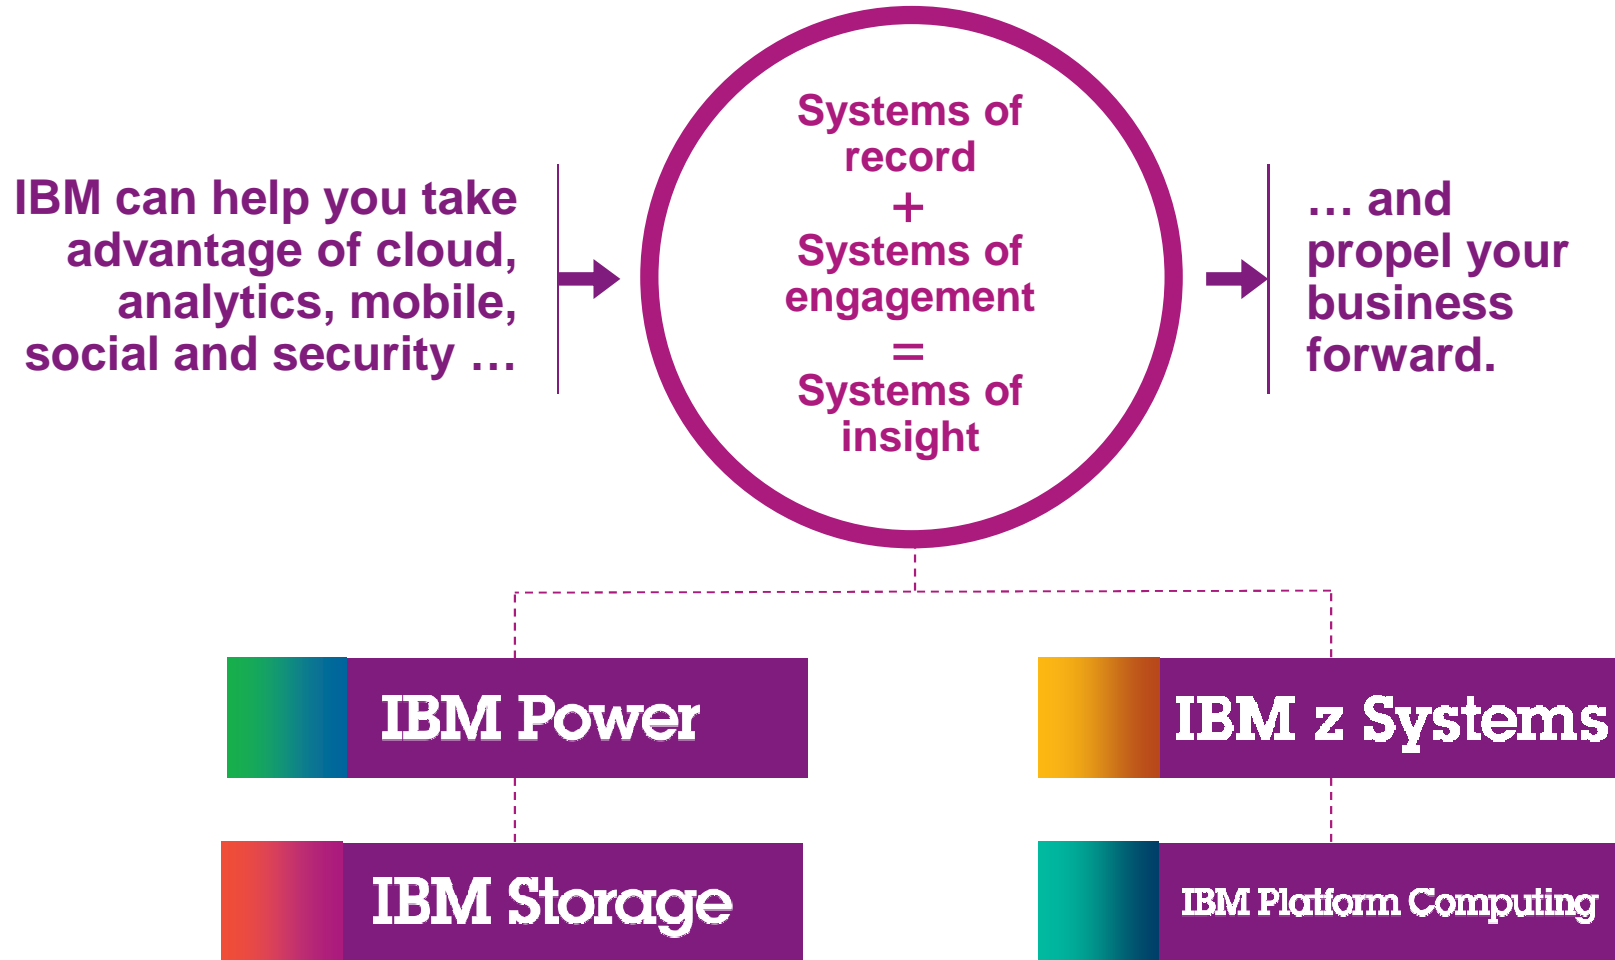 IBM can help you take
advantage of cloud,
analytics, mobile,
social and security …
Systems of
record
+
Systems of
engagement
=
Systems of
insight
… and
propel your
business
forward.
IBM Power
IBM z Systems
IBM Storage
IBM Platform Computing